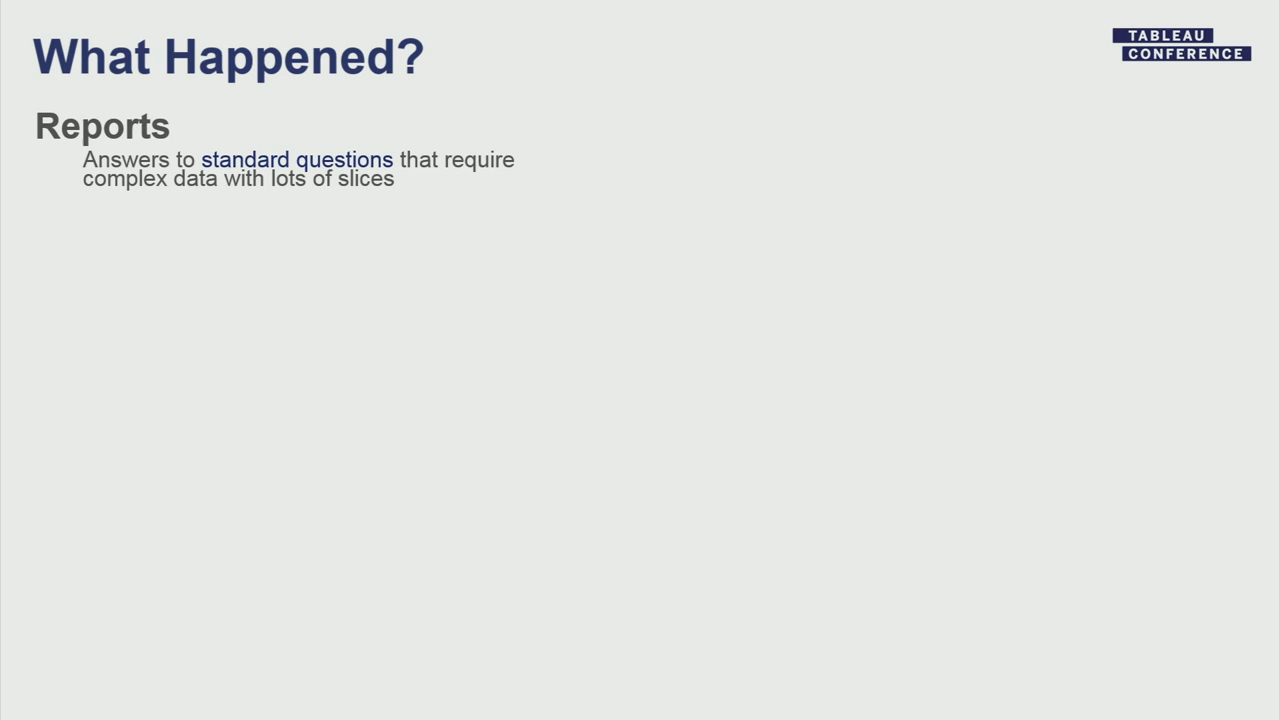 What Happened?
TABLEAU
CONFERENCE
Reports
Answers to standard questions that require
complex data with lots of slices